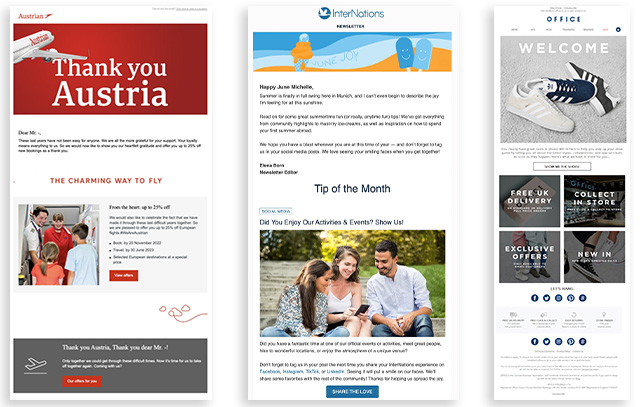 Austrian
Thank you
Austria
Dear Mr. -,
These last years have not been easy for anyone. We are all the more grateful for your support. Your loyalty
means everything to us. So we would like to show you our heartfelt gratitude and offer you up to 25% off
new bookings as a thank you.
THE CHARMING WAY TO FLY
From the heart: up to 25% off
We would also like to celebrate the fact that we have
made it through these last difficult years together. So
we are pleased to offer you up to 25% off European
flights.#WeAreAustrian
Book: by 20 November 2022
Travel: by 30 June 2023
Selected European destinations at a special
price
View offers
Thank you Austria, Thank you dear Mr. -!
Only together we could get through these difficult times. Now it's time for us to take
off together again. Coming with us?
Our offers for you
InterNations
NEWSLETTER
JUNE JOY
Happy June Michelle,
Summer is finally in full swing here in Munich, and I can't even begin to describe the joy
I'm feeling for all this sunshine.
Read on for some great summertime fun (or really, anytime fun) tips! We've got everything
from community highlights to mastering ice-creams, as well as inspiration on how to spend
your first summer abroad.
We hope you have a blast wherever you are at this time of year — and don't forget to tag
us in your social media posts. We love seeing your smiling faces when you get together!
Elena Born
Newsletter Editor
Tip of the Month
SOCIAL MEDIA
Did You Enjoy Our Activities & Events? Show Us!
Did you have a fantastic time at one of our official events or activities, meet great people,
hike to wonderful locations, or enjoy the atmosphere of a unique venue?
Don't forget to tag us in your post the next time you share your InterNations experience on
Facebook, Instagram, TikTok, or LinkedIn. Seeing it will put a smile on our faces. We'll
share some favorites with the rest of the community! Thanks for helping us spread the joy.
SHARE THE LOVE
OFFICE
WELCOME
SHOW ME THE SHOES!
FREE UK
DELIVERY
OFFICE
COLLECT
IN STORE
EXCLUSIVE
OFFERS
NEW IN
LET'S HANG.